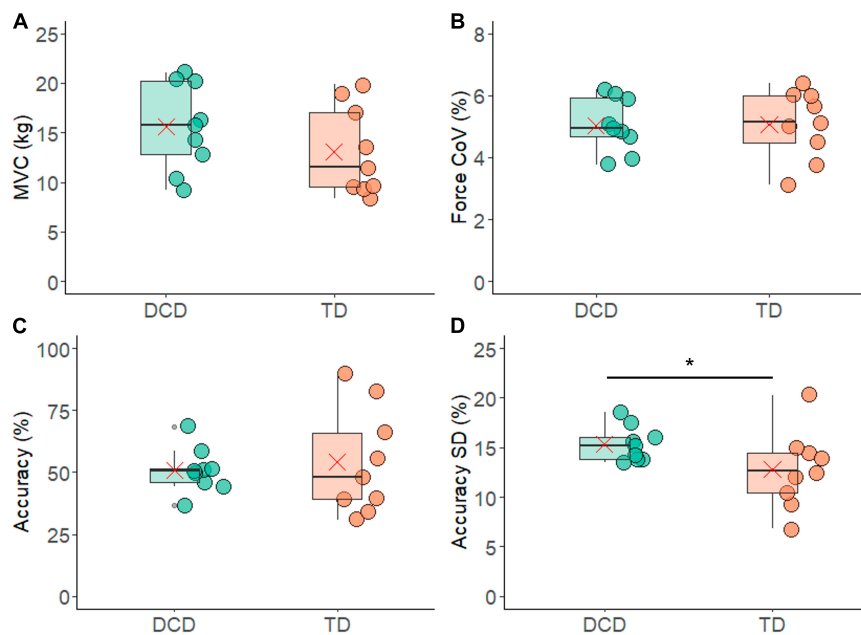 A
MVC (kg)
25
20
15
10
5
0
DCD
TD
B
Force CoV (%)
8
6
4
2
0
DCD
TD
C
Accuracy (%)
100
75
50
25
0
DCD
TD
D
Accuracy SD (%)
25
20
15
10
5
0
*
DCD
TD